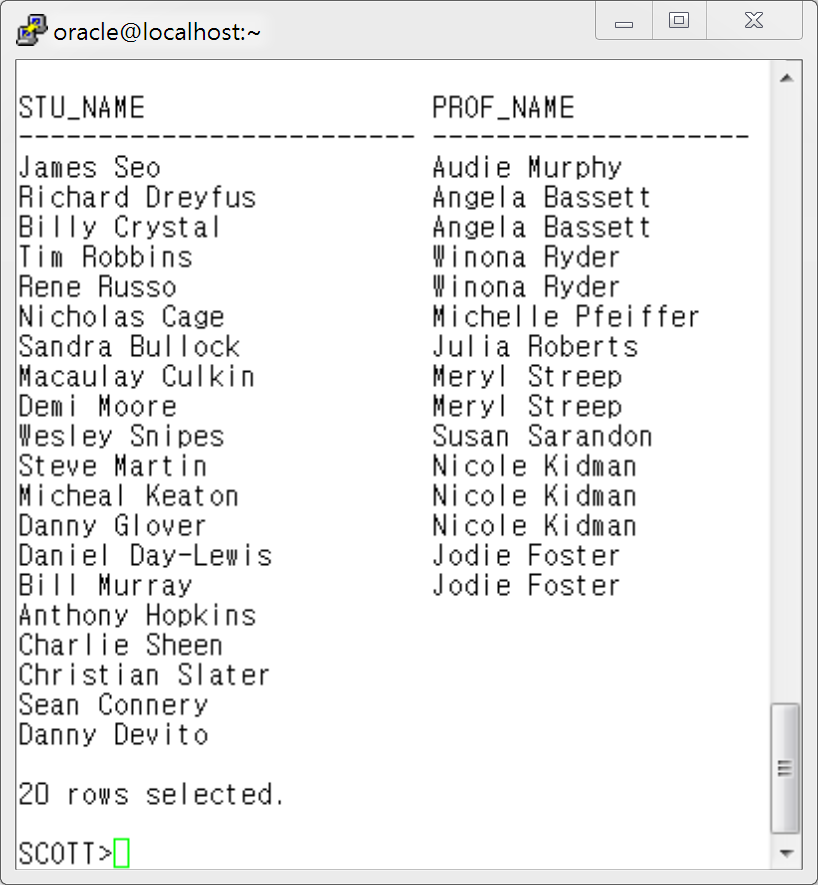 oracle@localhost:~
STU_NAME PROF_NAME
------------------------- --------------------
James Seo Audie Murphy
Richard Dreyfus Angela Bassett
Billy Crystal Angela Bassett
Tim Robbins Winona Ryder
Rene Russo Winona Ryder
Nicholas Cage Michelle Pfeiffer
Sandra Bullock Julia Roberts
Macaulay Culkin Meryl Streep
Demi Moore Meryl Streep
Wesley Snipes Susan Sarandon
Steve Martin Nicole Kidman
Micheal Keaton Nicole Kidman
Danny Glover Nicole Kidman
Daniel Day-Lewis Jodie Foster
Bill Murray Jodie Foster
Anthony Hopkins
Charlie Sheen
Christian Slater
Sean Connery
Danny Devito
20 rows selected.
SCOTT>